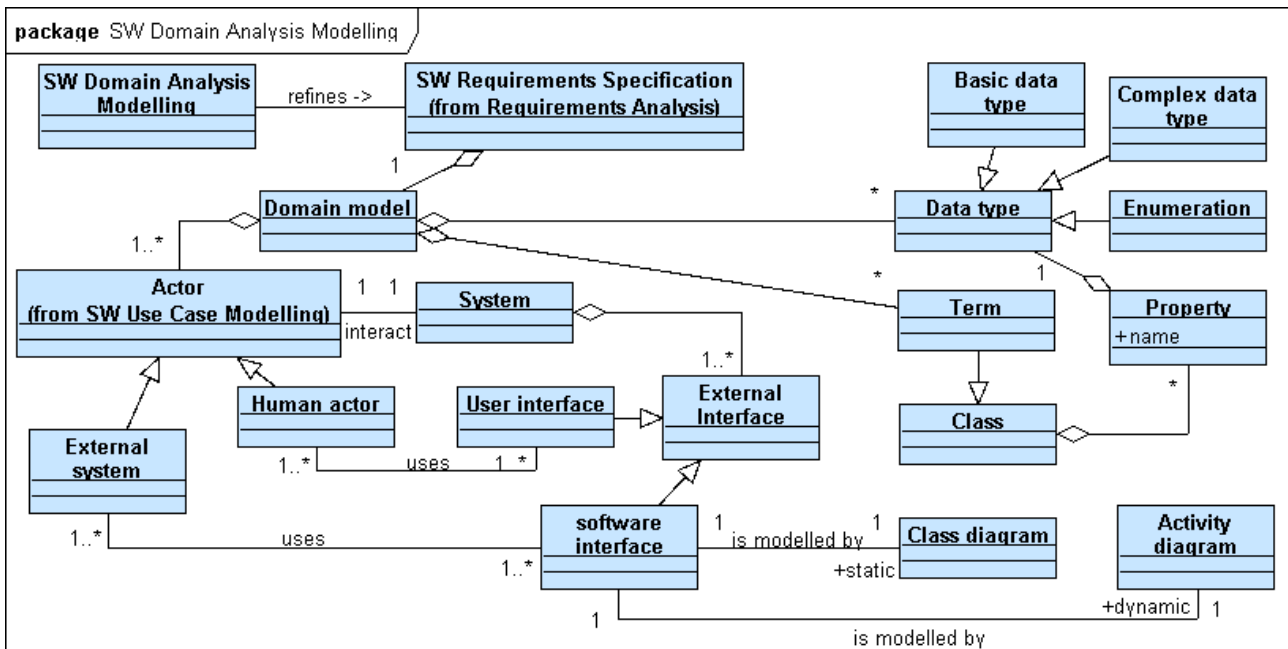 package SW Domain Analysis Modelling
SW Domain Analysis
Modelling
refines ->
SW Requirements Specification
(from Requirements Analysis)
Basic data
type
Complex data
type
1
*
Domain model
Data type
Enumeration
1..*
*
1
Actor
(from SW Use Case Modelling)
1
1
interact
System
Term
Property
+name
1..*
*
Human actor
User interface
External
Interface
Class
External
system
1..*
uses
1..*
1..*
uses
1..*
software
interface
1
1
is modelled by
+static
Class diagram
Activity
diagram
1
+dynamic
1
is modelled by